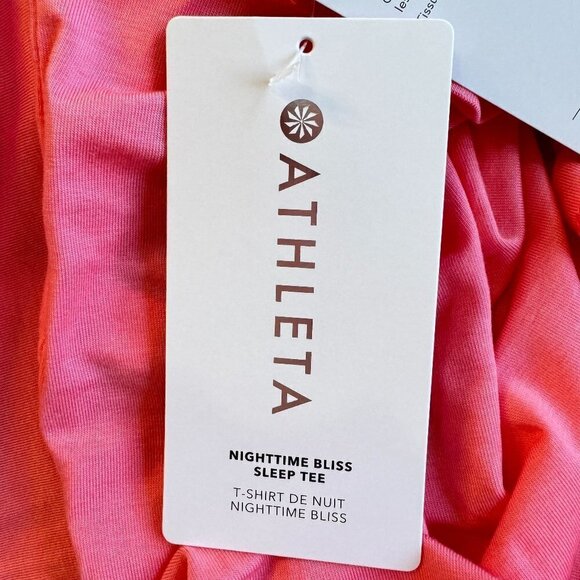 ATHLETA
NIGHTTIME BLISS
SLEEP TEE
T-SHIRT DE NUIT
NIGHTTIME BLISS